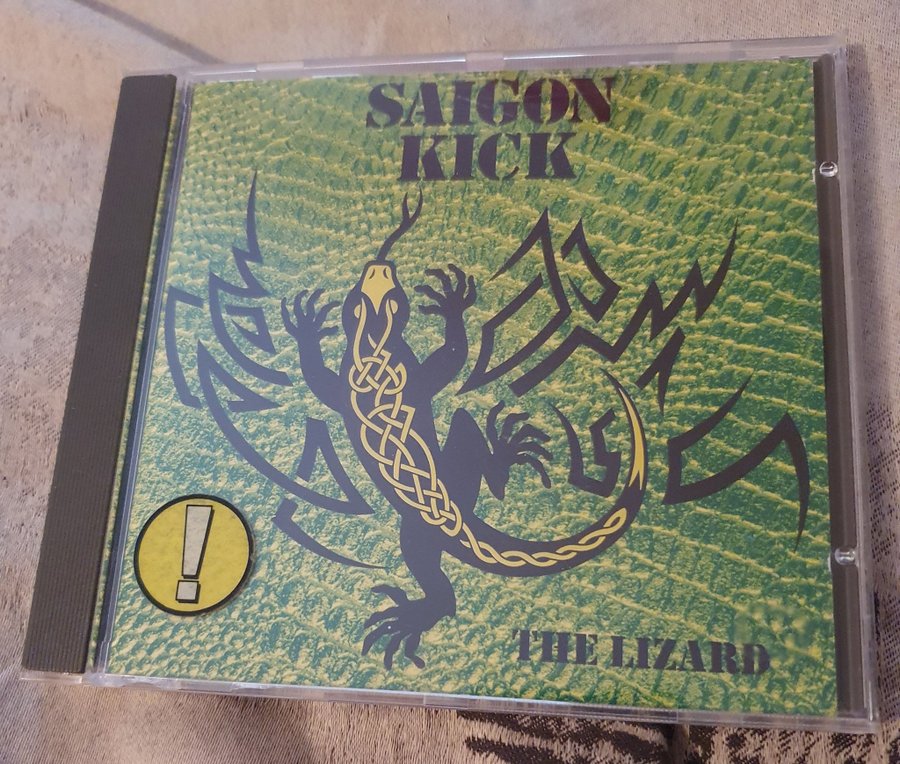 SAIGON
KICK
!
THE LIZARD